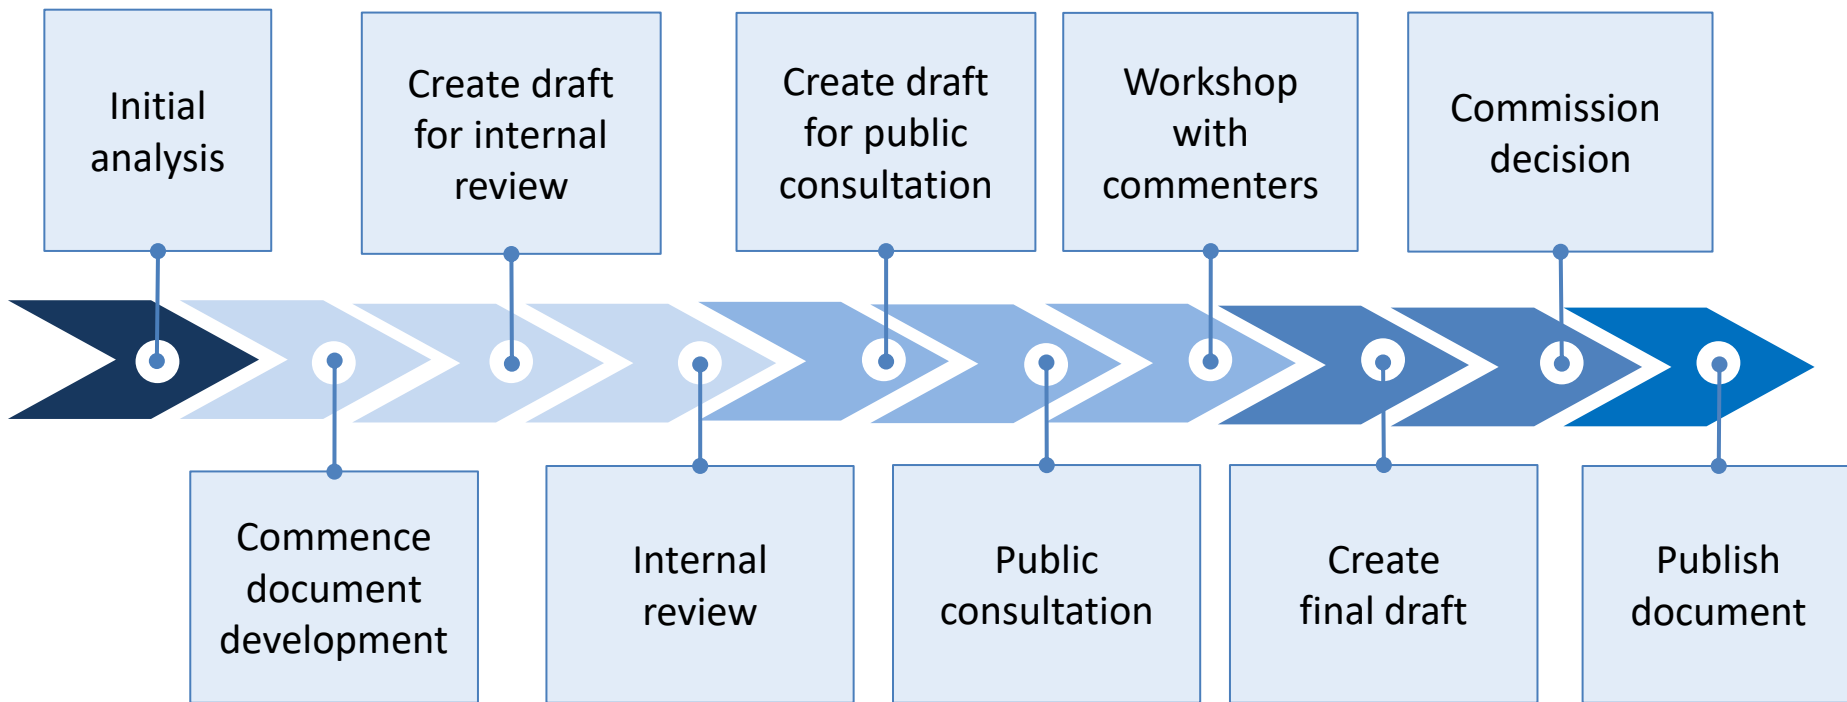 Initial
analysis
Commence
document
development
Create draft
for internal
review
Internal
review
Create draft
for public
consultation
Public
consultation
Workshop
with
commenters
Create
final draft
Commission
decision
Publish
document